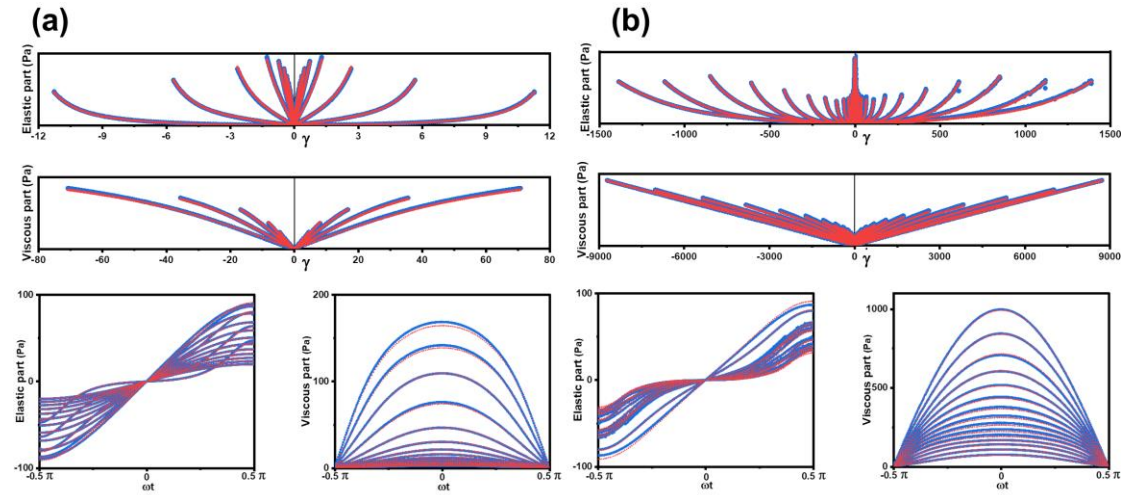 (a)
Elastic part (Pa)
-12 -9 -6 -3 0 3 6 9 12
γ
Viscous part (Pa)
-80 -60 -40 -20 0 20 40 60 80
γ̇
Elastic part (Pa)
100
0
-100
-0.5 π 0 0.5 π
ωt
Viscous part (Pa)
200
100
0
-0.5 π 0 0.5 π
ωt
(b)
Elastic part (Pa)
-1500 -1000 -500 0 500 1000 1500
γ
Viscous part (Pa)
-9000 -6000 -3000 0 3000 6000 9000
γ̇
Elastic part (Pa)
100
0
-100
-0.5 π 0 0.5 π
ωt
Viscous part (Pa)
1000
500
0
-0.5 π 0 0.5 π
ωt